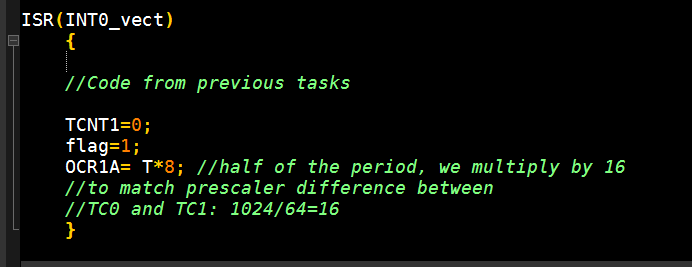 ISR(INT0_vect)
{
//Code from previous tasks
TCNT1=0;
flag=1;
OCR1A= T*8; //half of the period, we multiply by 16
//to match prescaler difference between
//TC0 and TC1: 1024/64=16
}